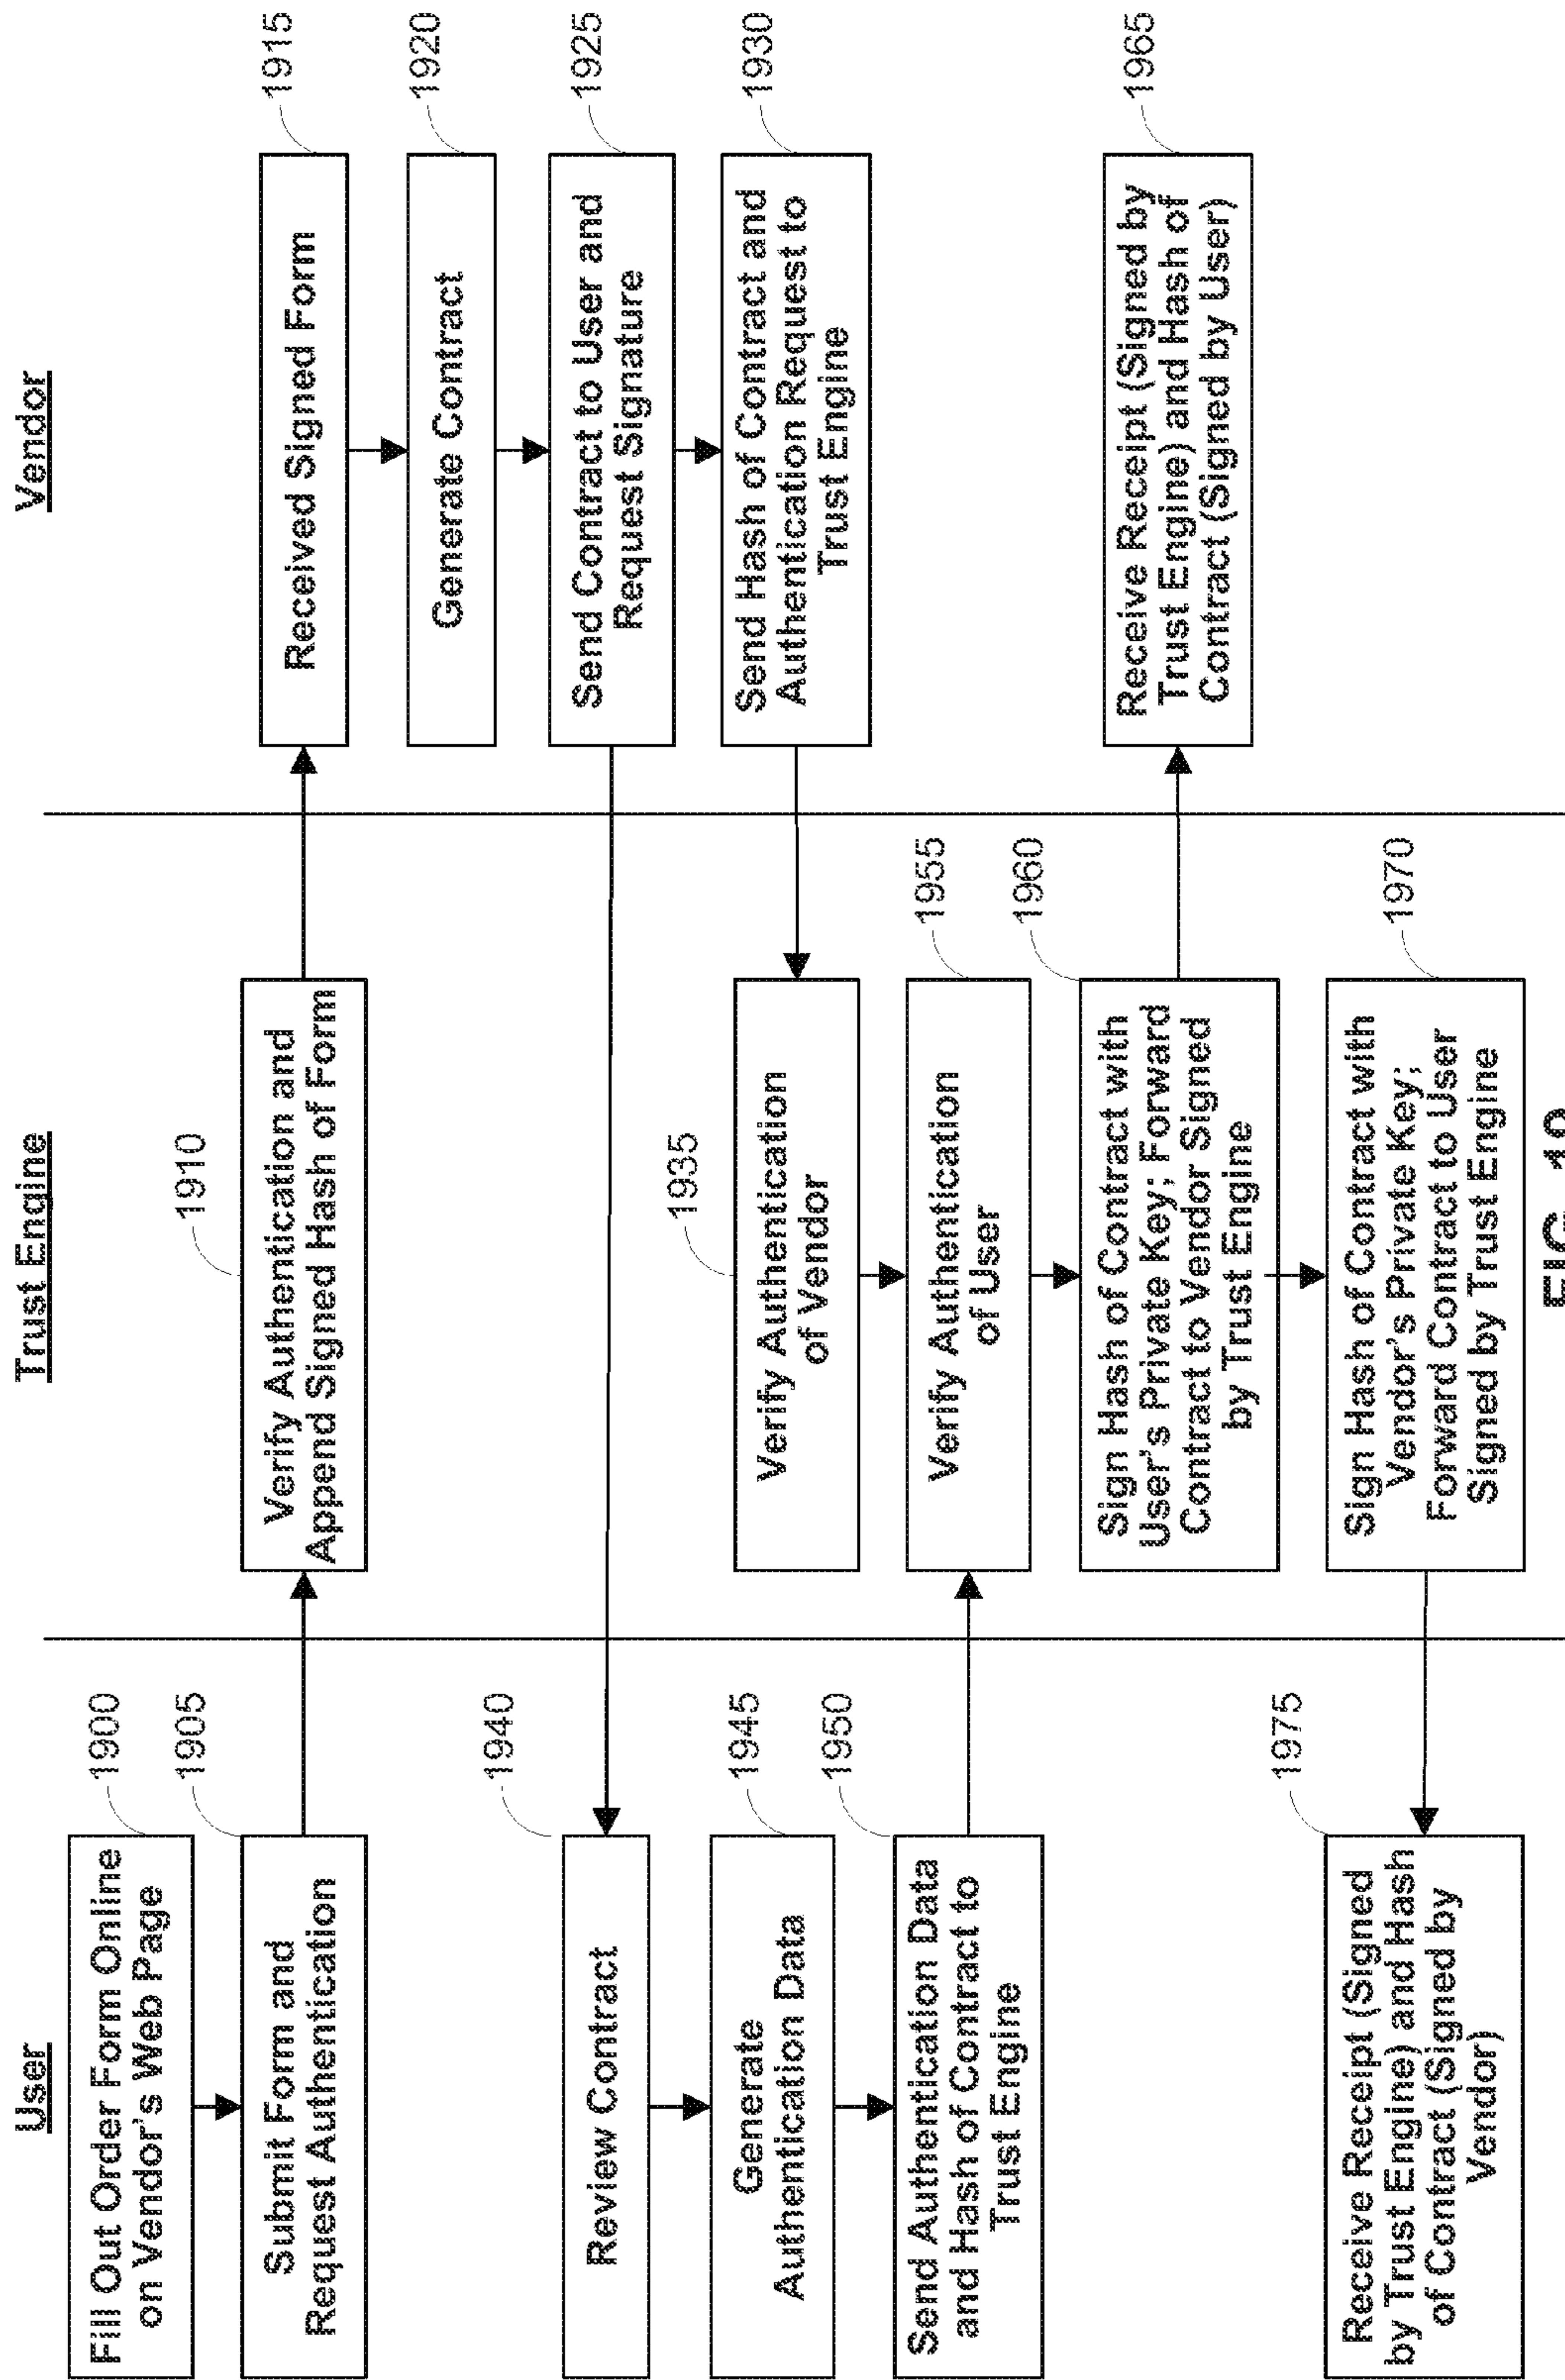 User
Trust Engine
Vendor
Fill Out Order Form Online
on Vendor's Web Page
1900
Submit Form and
Request Authentication
1905
Verify Authentication and
Append Signed Hash of Form
1910
Received Signed Form
1915
Generate Contract
1920
Send Contract to User and
Request Signature
1925
Send Hash of Contract and
Authentication Request to
Trust Engine
1930
Verify Authentication
of Vendor
1935
Review Contract
1940
Generate
Authentication Data
1945
Send Authentication Data
and Hash of Contract to
Trust Engine
1950
Verify Authentication
of User
1955
Sign Hash of Contract with
User's Private Key; Forward
Contract to Vendor Signed
by Trust Engine
1960
Receive Receipt (Signed by
Trust Engine) and Hash of
Contract (Signed by User)
1965
Sign Hash of Contract with
Vendor's Private Key;
Forward Contract to User
Signed by Trust Engine
1970
Receive Receipt (Signed
by Trust Engine) and Hash
of Contract (Signed by
Vendor)
1975